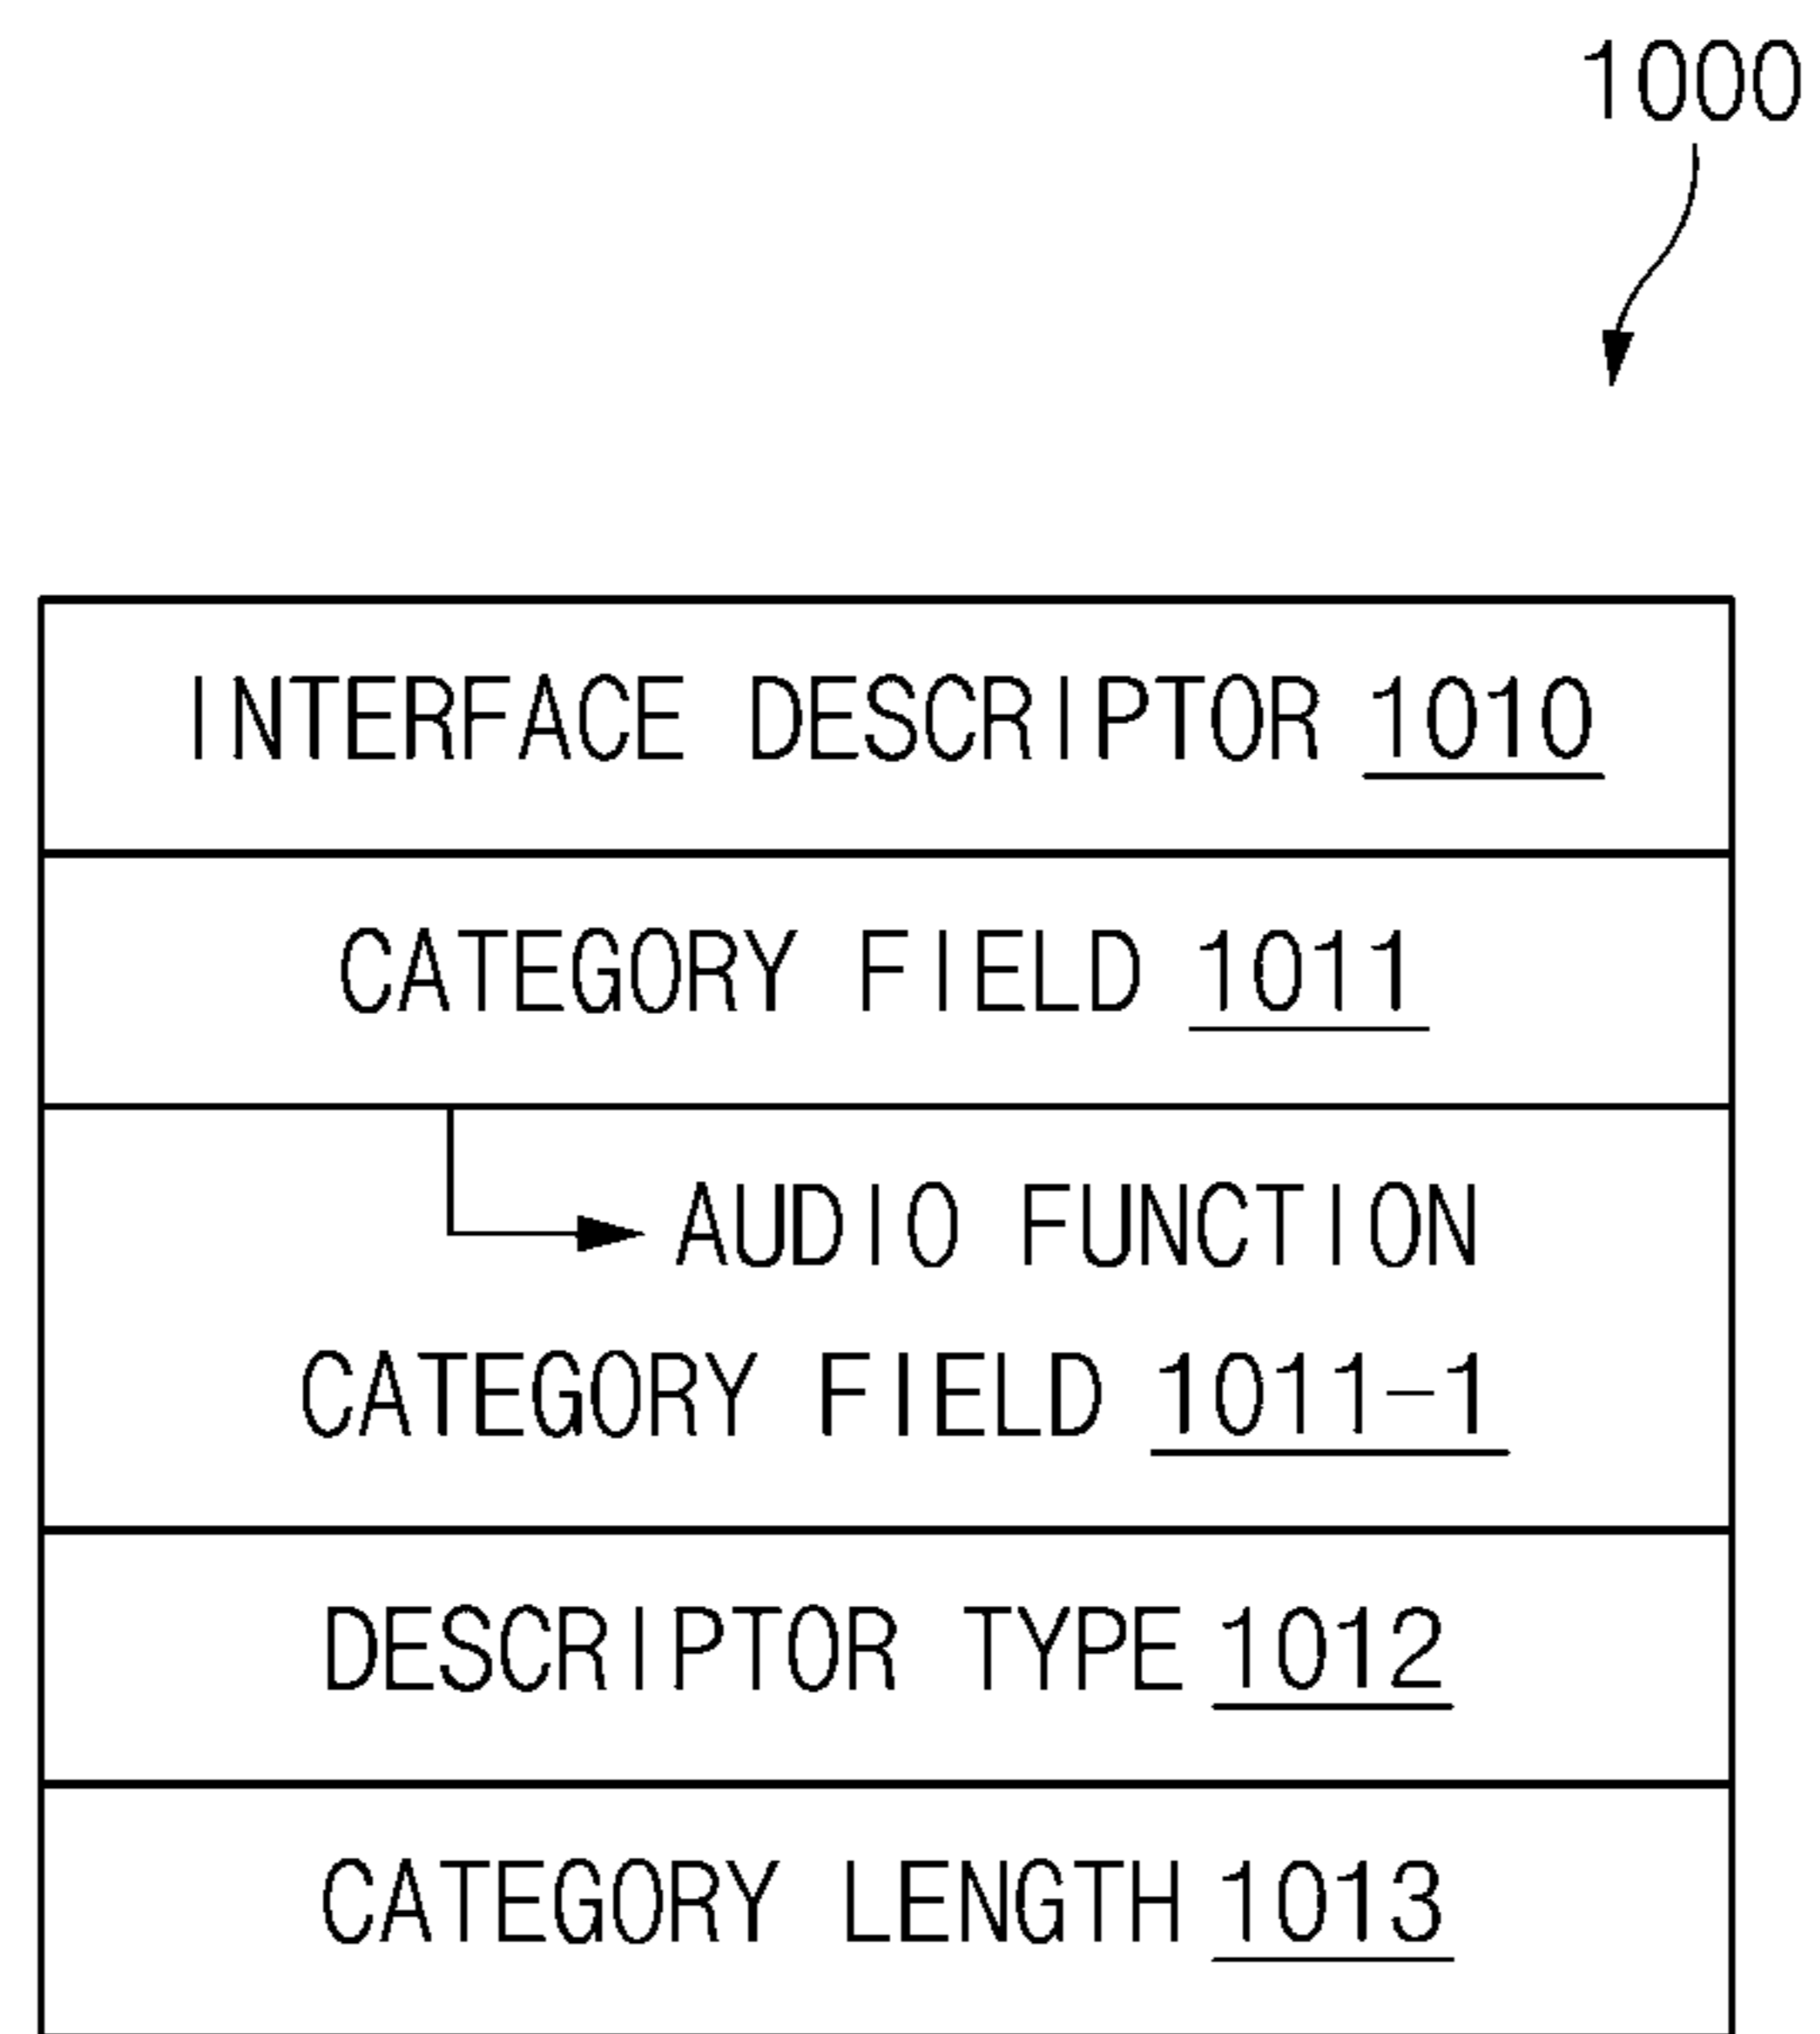 1000
INTERFACE DESCRIPTOR 1010
CATEGORY FIELD 1011
AUDIO FUNCTION
CATEGORY FIELD 1011-1
DESCRIPTOR TYPE 1012
CATEGORY LENGTH 1013